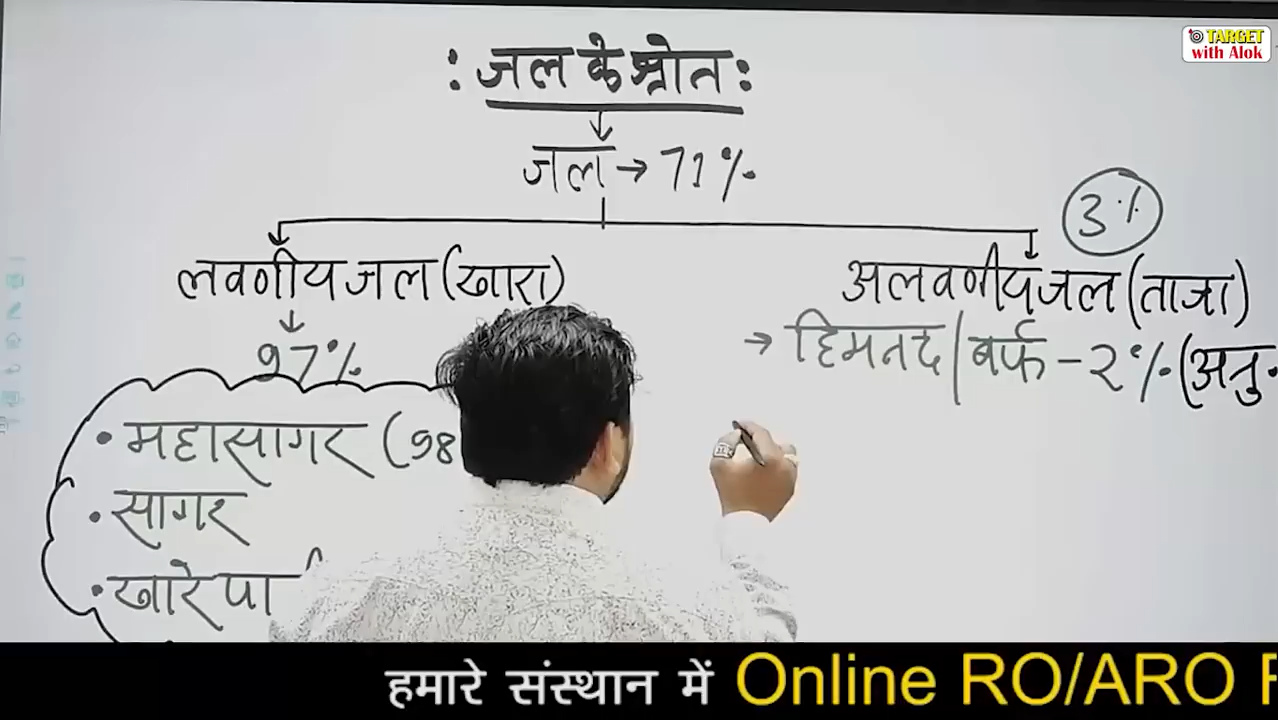 TARGET
with Alok
: जल के श्रोत :
जल → 71%
3%
लवणीय जल (खारा)
अलवणीय जल (ताजा)
97%
→ हिमनद / बर्फ - 2% (अनु.
• महासागर (98
• सागर
• खारे पा
हमारे संस्थान में Online RO/ARO